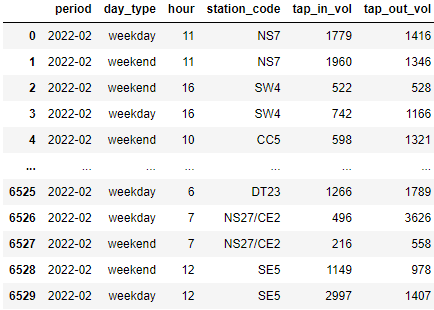 period day_type hour station_code tap_in_vol tap_out_vol
0 2022-02 weekday 11 NS7 1779 1416
1 2022-02 weekend 11 NS7 1960 1346
2 2022-02 weekend 16 SW4 522 528
3 2022-02 weekday 16 SW4 742 1166
4 2022-02 weekend 10 CC5 598 1321
... ... ... ... ... ... ...
6525 2022-02 weekday 6 DT23 1266 1789
6526 2022-02 weekday 7 NS27/CE2 496 3626
6527 2022-02 weekend 7 NS27/CE2 216 558
6528 2022-02 weekend 12 SE5 1149 978
6529 2022-02 weekday 12 SE5 2997 1407